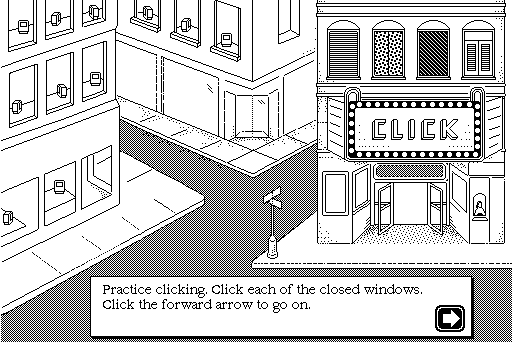 CLICK
Practice clicking. Click each of the closed windows.
Click the forward arrow to go on.